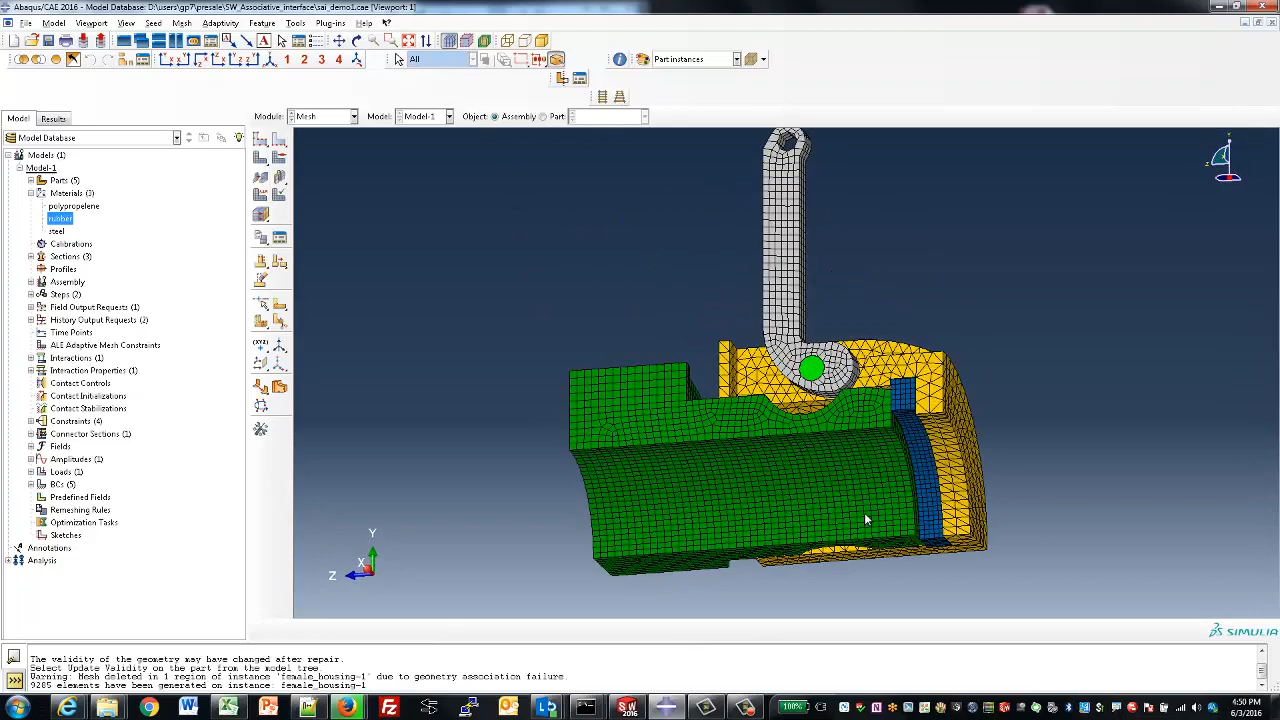 Abaqus/CAE 2016 - Model Database: D:\users\gp7\presale\SW_Associative_interface\sai_demo1.cae [Viewport: 1]
File Model Viewport View Seed Mesh Adaptivity Feature Tools Plug-ins Help
All Part instances
1 2 3 4
Model Results Module: Mesh Model: Model-1 Object: Assembly Part:
Model Database
Models (1)
Model-1
Parts (5)
Materials (3)
polypropelene
rubber
steel
Calibrations
Sections (3)
Profiles
Assembly
Steps (2)
Field Output Requests (1)
History Output Requests (2)
Time Points
ALE Adaptive Mesh Constraints
Interactions (1)
Interaction Properties (1)
Contact Controls
Contact Initializations
Contact Stabilizations
Constraints (4)
Connector Sections (1)
Fields
Amplitudes (1)
Loads (1)
BCs (5)
Predefined Fields
Remeshing Rules
Optimization Tasks
Sketches
Annotations
Analysis
Y
X
Z
SIMULIA
The validity of the geometry may have changed after repair.
Select Update Validity on the part from the model tree
Warning: Mesh deleted in 1 region of instance 'female_housing-1' due to geometry association failure.
9285 elements have been generated on instance 'female_housing-1'
100%
4:50 PM
6/3/2016